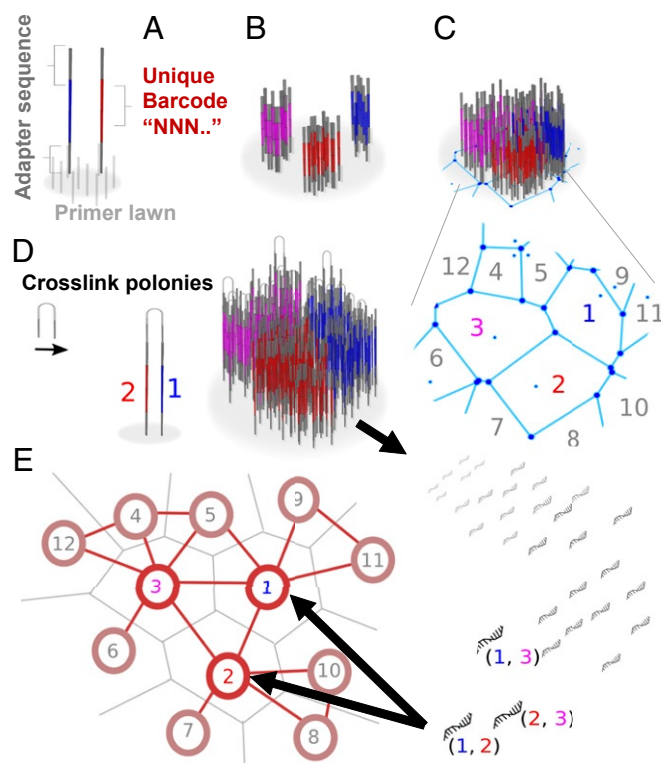 A
B
C
Adapter sequence
Unique
Barcode
“NNN..”
Primer lawn
D
Crosslink polonies
2
1
12
4
5
9
11
1
3
6
2
10
7
8
E
9
4
5
12
11
3
1
6
2
10
7
8
(1, 3)
(2, 3)
(1, 2)